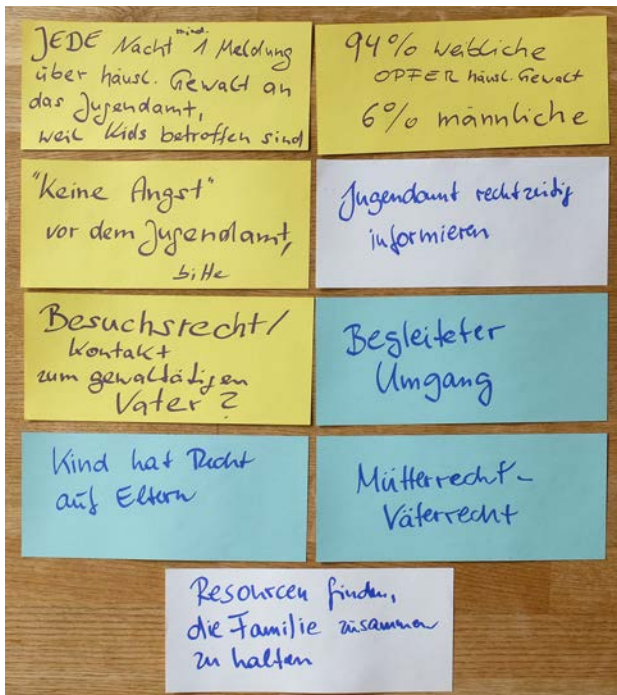 JEDE Nacht mind. 1 Meldung
über häusl. Gewalt an
das Jugendamt,
weil Kids betroffen sind
94% weibliche
OPFER häusl. Gewalt
6% männliche
"Keine Angst"
vor dem Jugendamt,
bitte
Jugendamt rechtzeitig
informieren
Besuchsrecht/
Kontakt
zum gewalttätigen
Vater?
Begleiteter
Umgang
Kind hat Recht
auf Eltern
Mütterrecht-
Väterrecht
Resourcen finden,
die Familie zusammen
zu halten